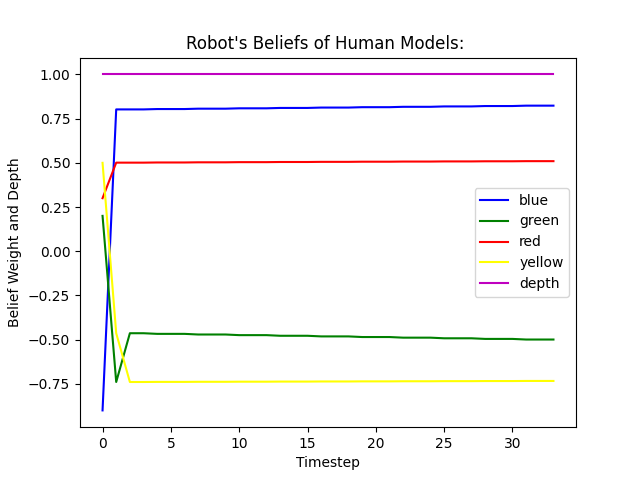 Robot's Beliefs of Human Models:
Belief Weight and Depth
1.00
0.75
0.50
0.25
0.00
−0.25
−0.50
−0.75
blue
green
red
yellow
depth
0 5 10 15 20 25 30
Timestep